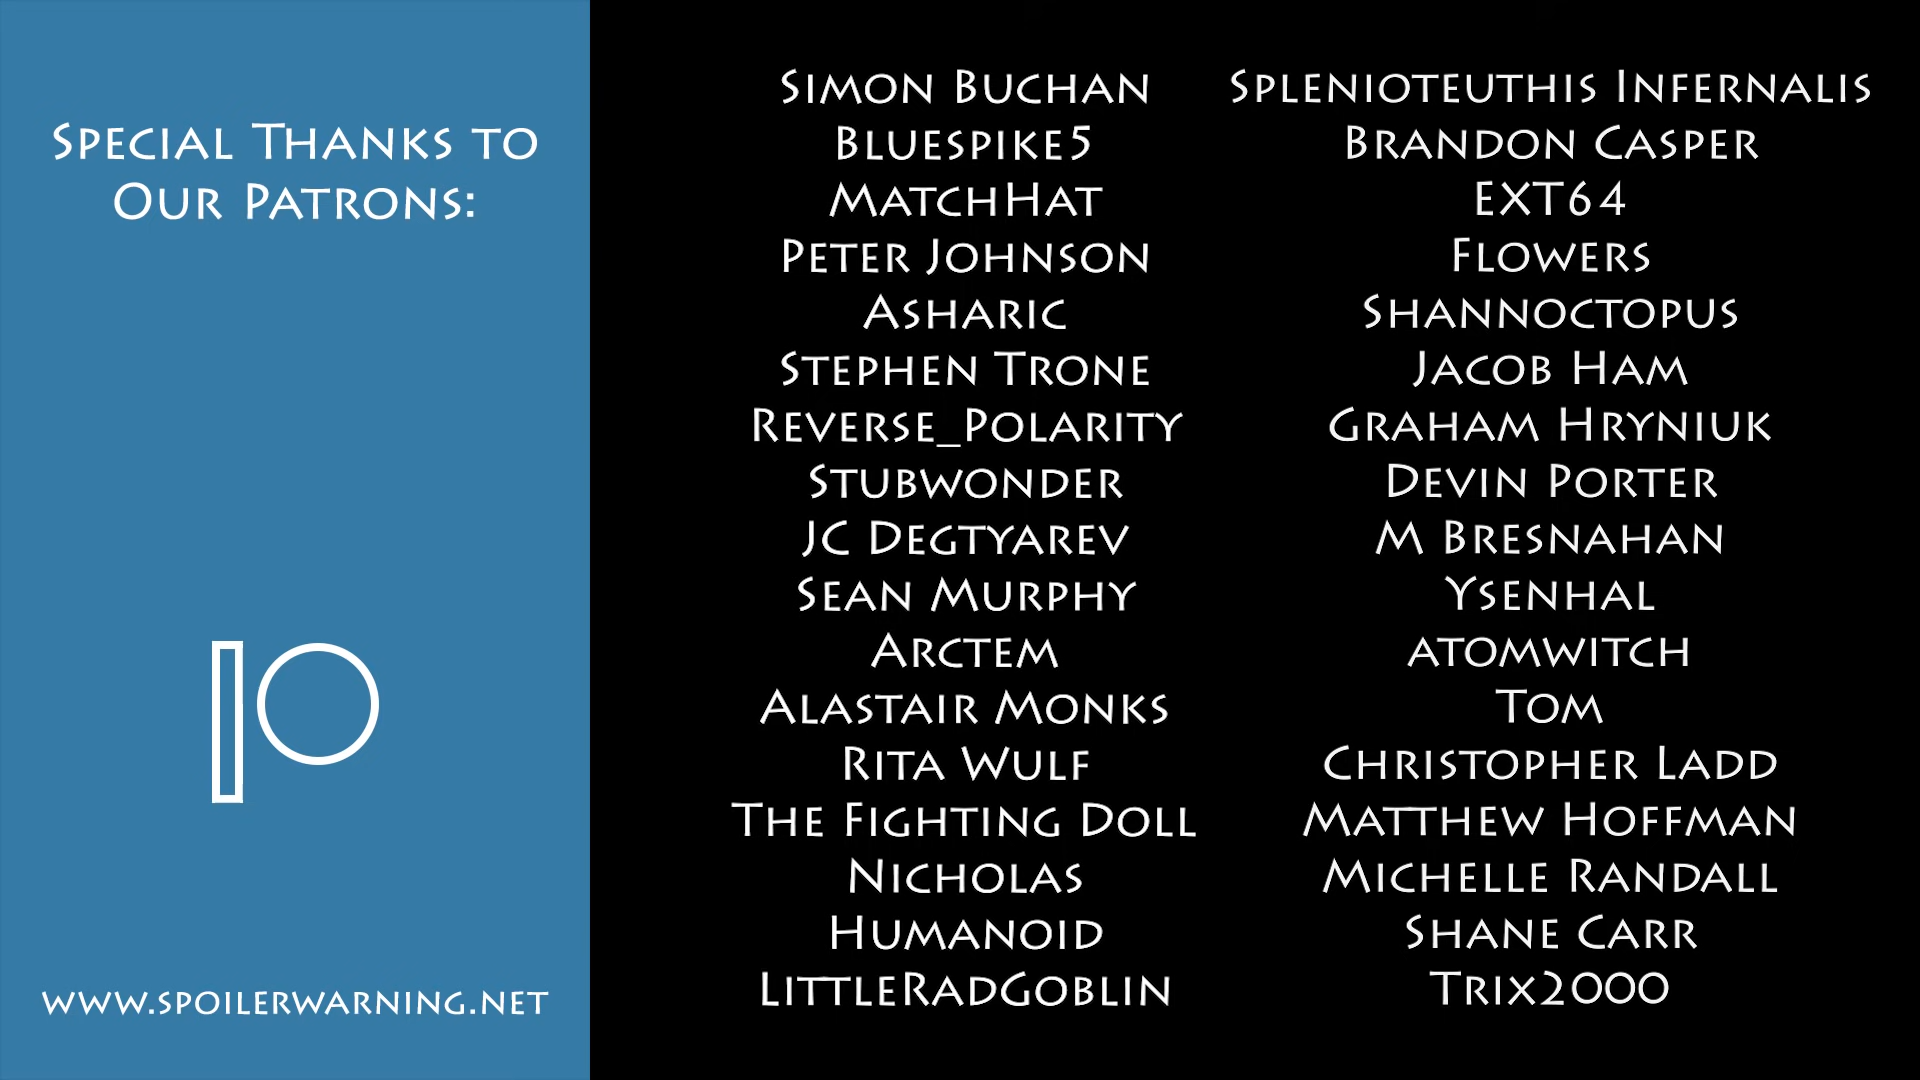 Special Thanks to
Our Patrons:
www.spoilerwarning.net
Simon Buchan
Bluespike5
MatchHat
Peter Johnson
Asharic
Stephen Trone
Reverse_Polarity
Stubwonder
JC Degtyarev
Sean Murphy
Arctem
Alastair Monks
Rita Wulf
The Fighting Doll
Nicholas
Humanoid
LittleRadGoblin
Splenioteuthis Infernalis
Brandon Casper
EXT64
Flowers
Shannoctopus
Jacob Ham
Graham Hryniuk
Devin Porter
M Bresnahan
Ysenhal
atomwitch
Tom
Christopher Ladd
Matthew Hoffman
Michelle Randall
Shane Carr
Trix2000